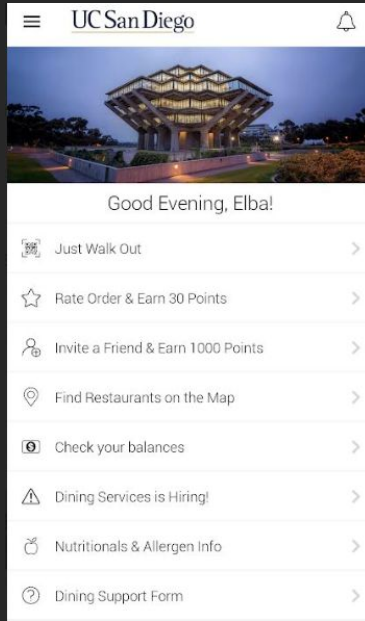 UC San Diego
Good Evening, Elba!
Just Walk Out
Rate Order & Earn 30 Points
Invite a Friend & Earn 1000 Points
Find Restaurants on the Map
Check your balances
Dining Services is Hiring!
Nutritionals & Allergen Info
Dining Support Form